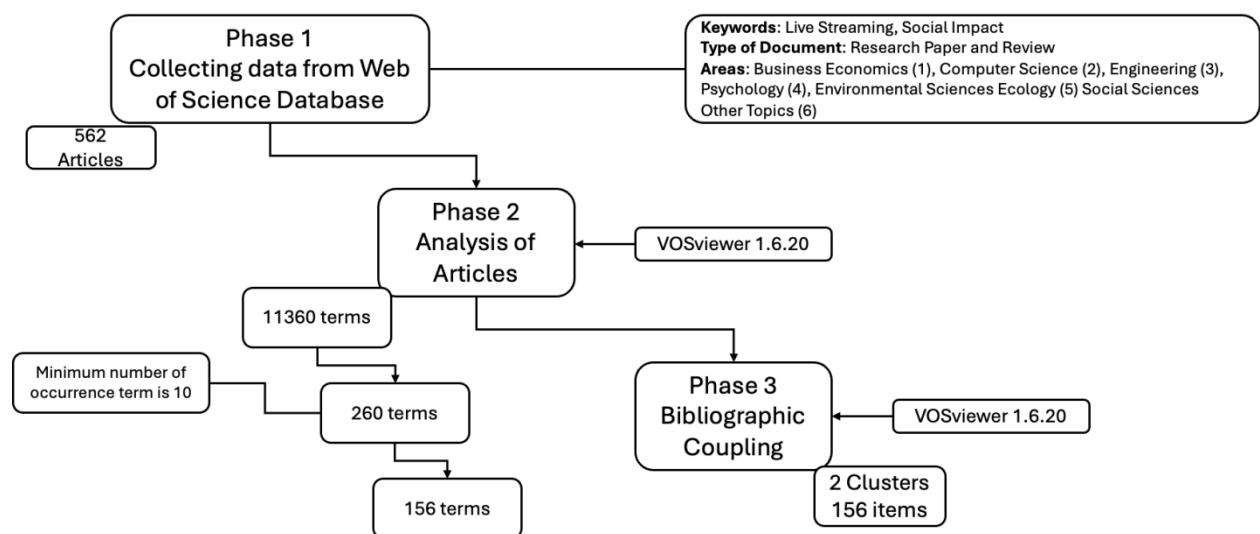 Phase 1
Collecting data from Web
of Science Database
Keywords: Live Streaming, Social Impact
Type of Document: Research Paper and Review
Areas: Business Economics (1), Computer Science (2), Engineering (3),
Psychology (4), Environmental Sciences Ecology (5) Social Sciences
Other Topics (6)
562
Articles
Phase 2
Analysis of
Articles
VOSviewer 1.6.20
11360 terms
Minimum number of
occurrence term is 10
260 terms
156 terms
Phase 3
Bibliographic
Coupling
VOSviewer 1.6.20
2 Clusters
156 items